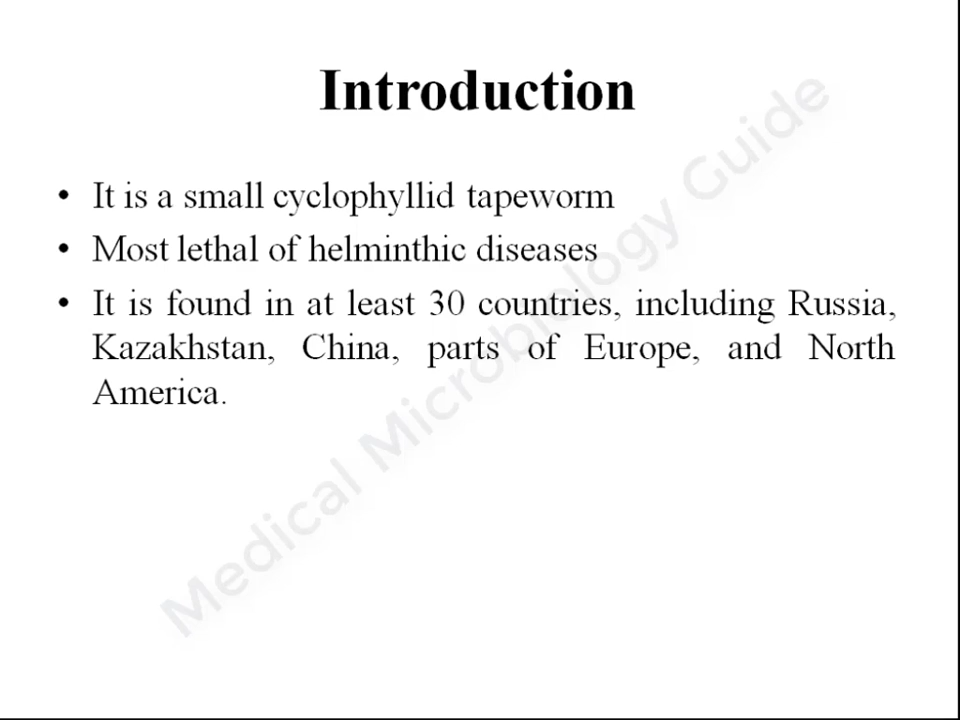 Introduction
• It is a small cyclophyllid tapeworm
• Most lethal of helminthic diseases
• It is found in at least 30 countries, including Russia,
Kazakhstan, China, parts of Europe, and North
America.
Medical Microbiology Guide